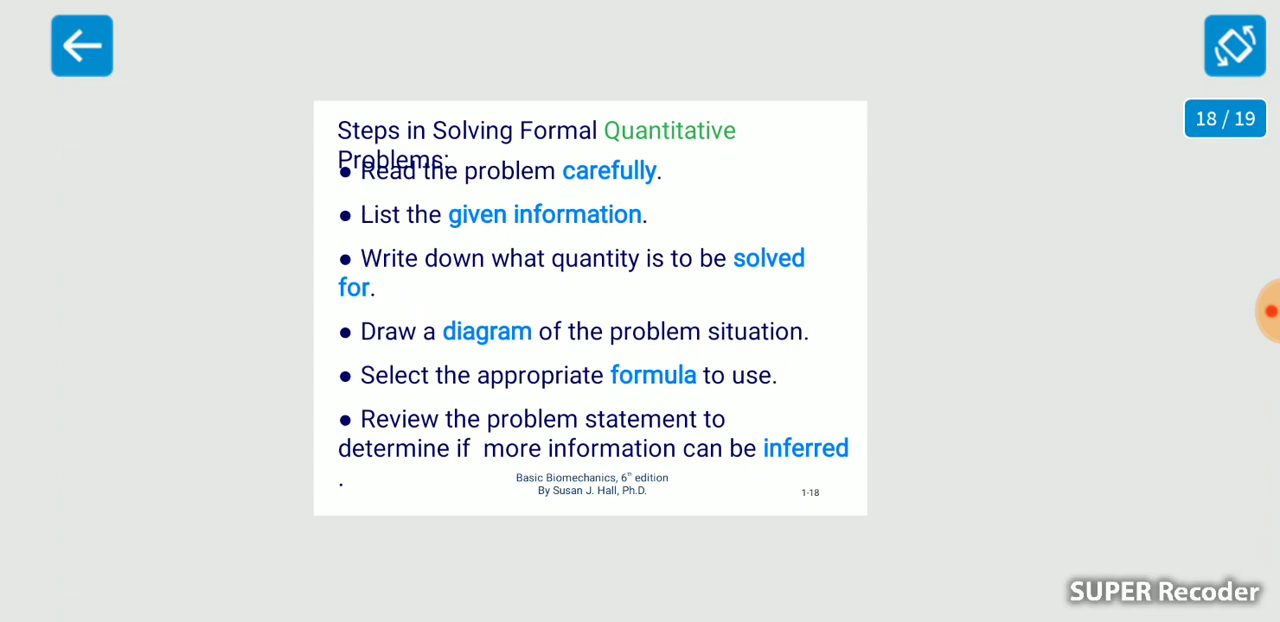 18 / 19
Steps in Solving Formal Quantitative
Problems:
● Read the problem carefully.
● List the given information.
● Write down what quantity is to be solved
for.
● Draw a diagram of the problem situation.
● Select the appropriate formula to use.
● Review the problem statement to
determine if  more information can be inferred
.
Basic Biomechanics, 6th edition
By Susan J. Hall, Ph.D.
1-18
SUPER Recoder